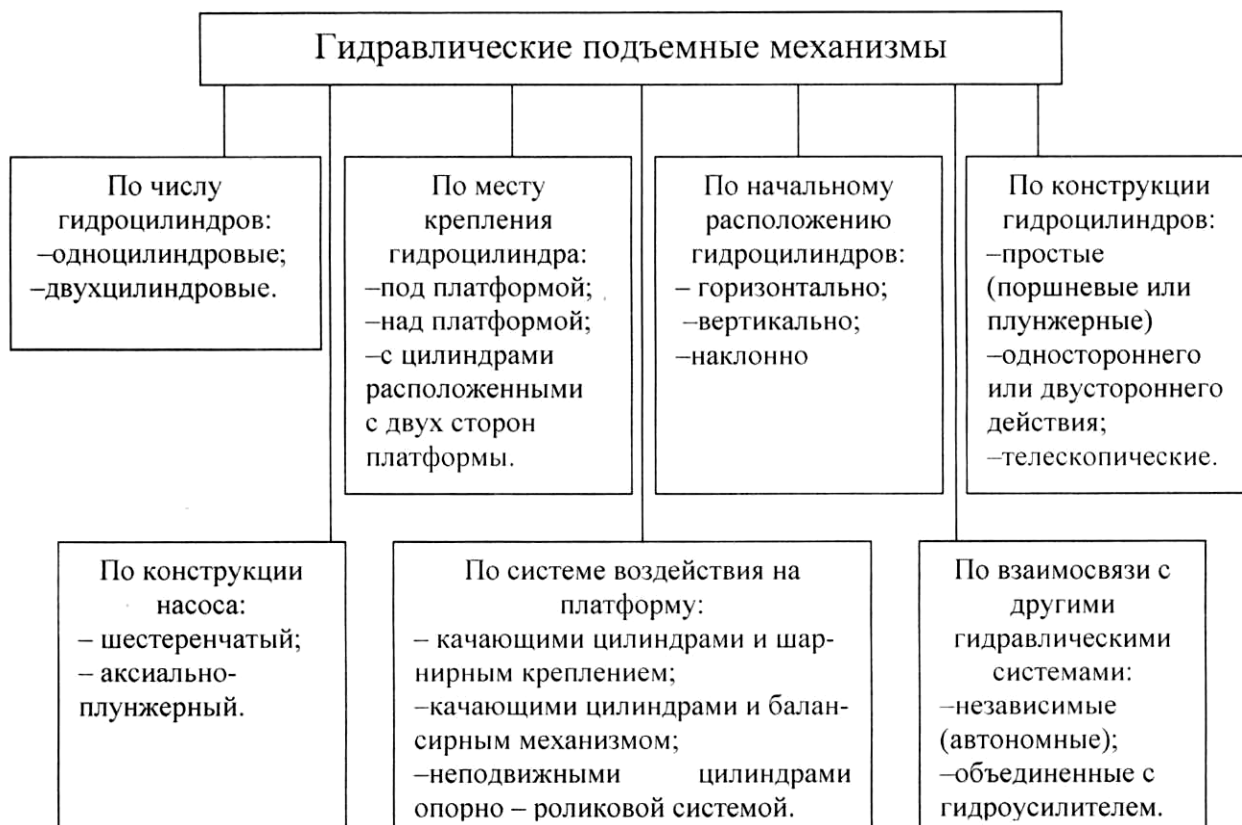 Гидравлические подъемные механизмы
По числу
гидроцилиндров:
–одноцилиндровые;
–двухцилиндровые.
По месту
крепления
гидроцилиндра:
–под платформой;
–над платформой;
–с цилиндрами
расположенными
с двух сторон
платформы.
По начальному
расположению
гидроцилиндров:
– горизонтально;
–вертикально;
–наклонно
По конструкции
гидроцилиндров:
–простые
(поршневые или
плунжерные)
–одностороннего
или двустороннего
действия;
–телескопические.
По конструкции
насоса:
– шестеренчатый;
– аксиально-
плунжерный.
По системе воздействия на
платформу:
– качающими цилиндрами и шар-
нирным креплением;
–качающими цилиндрами и балан-
сирным механизмом;
–неподвижными цилиндрами
опорно – роликовой системой.
По взаимосвязи с
другими
гидравлическими
системами:
–независимые
(автономные);
–объединенные с
гидроусилителем.